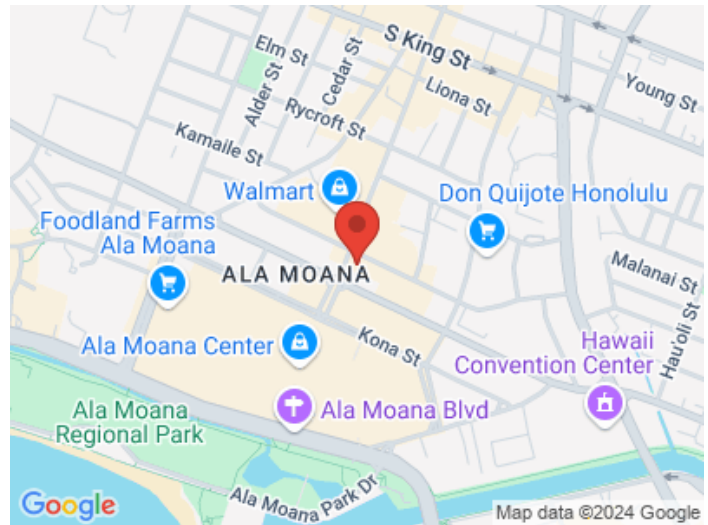 S King St
Elm St
Cedar St
Alder St
Liona St
Young St
Rycroft St
Kamaile St
Walmart
Don Quijote Honolulu
Foodland Farms
Ala Moana
ALA MOANA
Malanai St
Hau'oli St
Ala Moana Center
Kona St
Hawaii
Convention Center
Ala Moana
Regional Park
Ala Moana Blvd
Ala Moana Park Dr
Google
Map data ©2024 Google